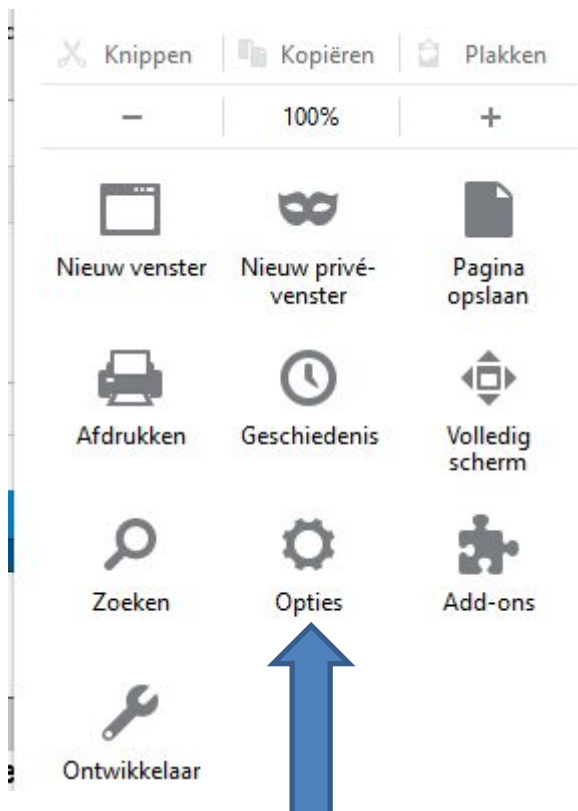 Knippen Kopiëren Plakken
− 100% +
Nieuw venster Nieuw privé- Pagina
venster opslaan
Afdrukken Geschiedenis Volledig
scherm
Zoeken Opties Add-ons
Ontwikkelaar